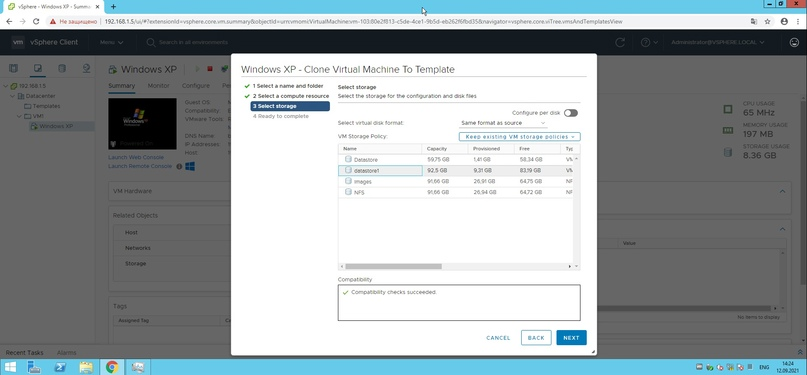 vSphere - Windows XP - Summa
Не защищено
192.168.1.5/ui/#?extensionId=vsphere.core.vm.summary&objectId=urn:vmomi:VirtualMachine:vm-103:80e2f813-c5de-4ce1-9b5d-eb262f6fbd35&navigator=vsphere.core.viTree.vmsAndTemplatesView
vm
vSphere Client
Menu
Search in all environments
Administrator@VSPHERE.LOCAL
192.168.1.5
Datacenter
Templates
VM1
Windows XP
Windows XP
Summary
Monitor
Launch Web Console
Launch Remote Console
Guest OS:
DNS Name:
IP Addresses:
Host:
VM Hardware
Related Objects
Host
Networks
Storage
Tags
Assigned Tag
CPU USAGE
65 MHz
MEMORY USAGE
197 MB
STORAGE USAGE
8.36 GB
Value
No items to display
Windows XP - Clone Virtual Machine To Template
1 Select a name and folder
2 Select a compute resource
3 Select storage
4 Ready to complete
Select storage
Select the storage for the configuration and disk files
Configure per disk
Select virtual disk format:
Same format as source
VM Storage Policy:
Keep existing VM storage policies
Name Capacity Provisioned Free Typ
Datastore 59,75 GB 1,41 GB 58,34 GB VM
datastore1 92,5 GB 9,31 GB 83,19 GB VM
images 91,66 GB 26,91 GB 64,75 GB NF
NFS 91,66 GB 26,94 GB 64,72 GB NF
Compatibility:
Compatibility checks succeeded.
CANCEL
BACK
NEXT
Recent Tasks
Alarms
14:24
12.09.2021